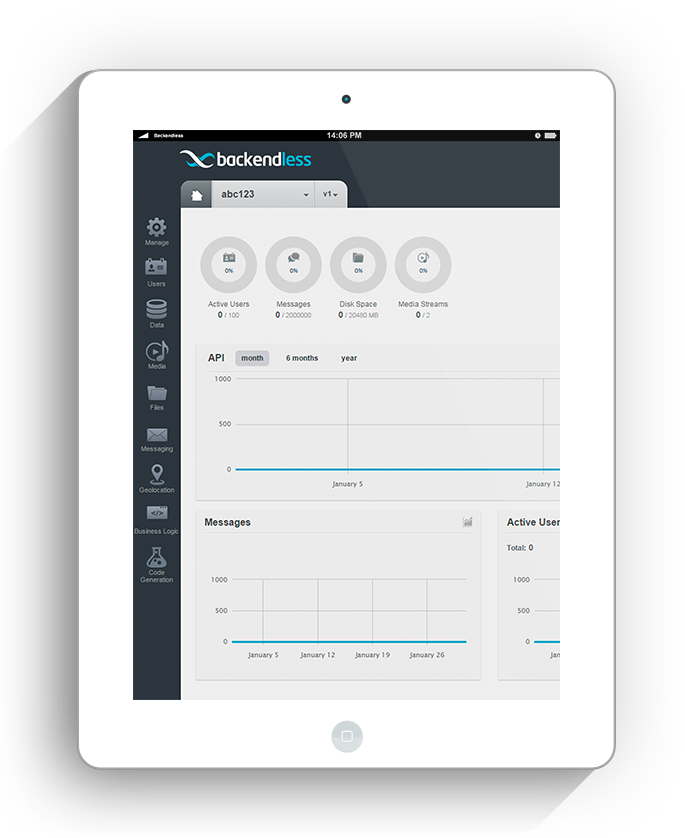 Backendless
14:06 PM
backendless
abc123
v1
Manage
Users
Data
Media
Files
Messaging
Geolocation
Business Logic
</>
Code
Generation
0%
0%
0%
0%
Active Users
Messages
Disk Space
Media Streams
0 / 100
0 / 2000000
0 / 20480 MB
0 / 2
API
month
6 months
year
1000
500
0
January 5
January 12
Messages
1000
500
0
January 5
January 12
January 19
January 26
Active User
Total: 0
1000
500
0
Jan